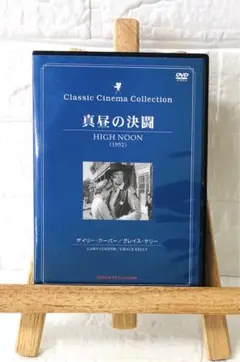 DVD
Classic Cinema Collection
真昼の決闘
HIGH NOON
(1952)
ゲイリー・クーパー/グレイス・ケリー
GARY COOPER / GRACE KELLY